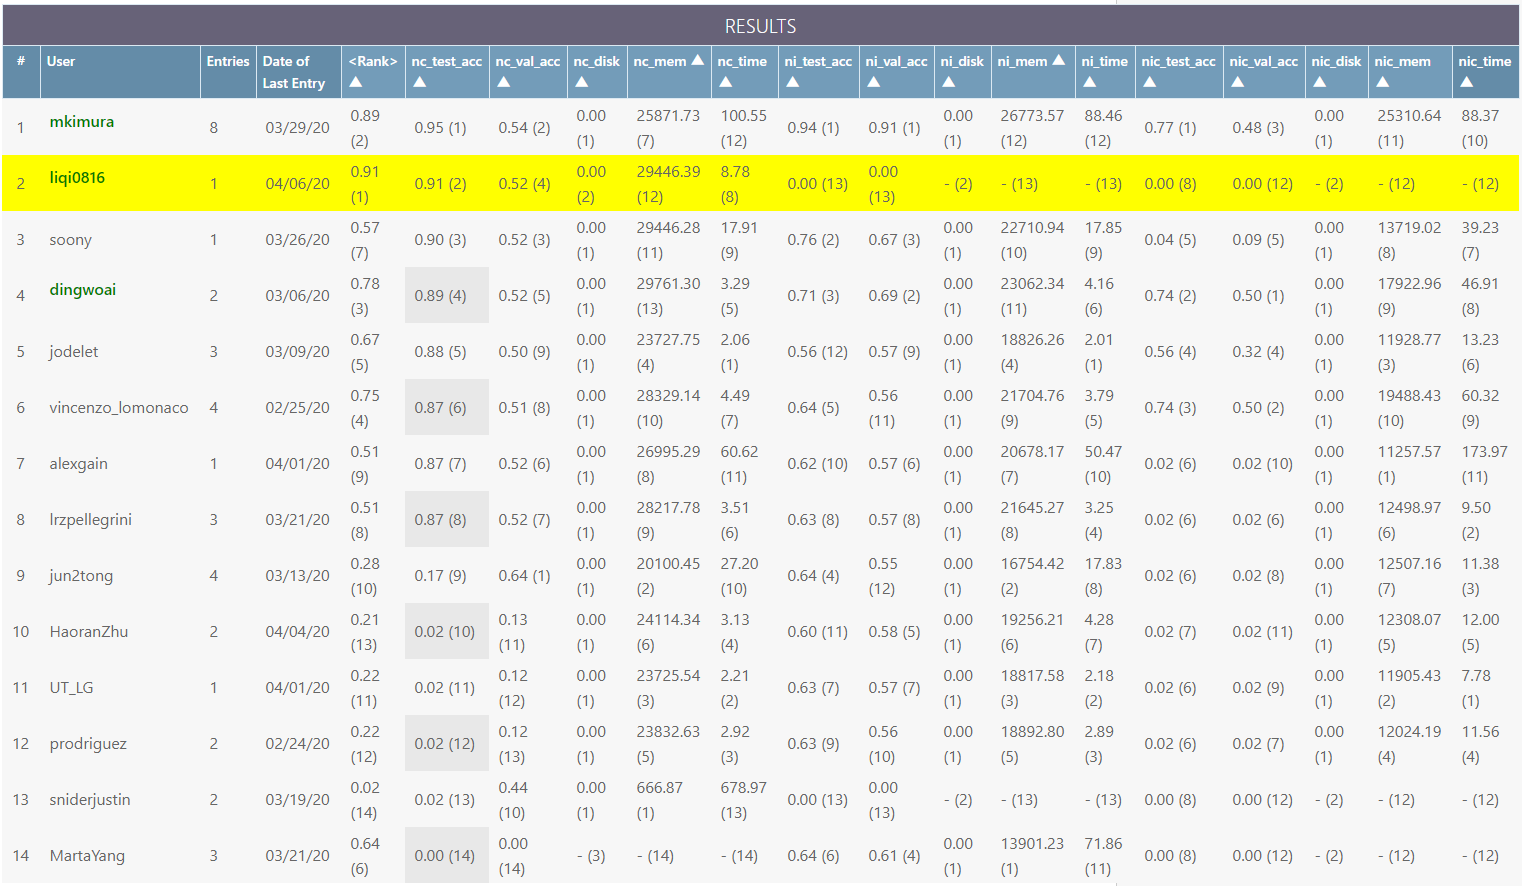 RESULTS
# User Entries Date of Last Entry <Rank> ▲ nc_test_acc ▲ nc_val_acc ▲ nc_disk ▲ nc_mem ▲ nc_time ▲ ni_test_acc ▲ ni_val_acc ▲ ni_disk ▲ ni_mem ▲ ni_time ▲ nic_test_acc ▲ nic_val_acc ▲ nic_disk ▲ nic_mem ▲ nic_time ▲
1 mkimura 8 03/29/20 0.89 (2) 0.95 (1) 0.54 (2) 0.00 (1) 25871.73 (7) 100.55 (12) 0.94 (1) 0.91 (1) 0.00 (1) 26773.57 (12) 88.46 (12) 0.77 (1) 0.48 (3) 0.00 (1) 25310.64 (11) 88.37 (10)
2 liqi0816 1 04/06/20 0.91 (1) 0.91 (2) 0.52 (4) 0.00 (2) 29446.39 (12) 8.78 (8) 0.00 (13) 0.00 (13) - (2) - (13) - (13) 0.00 (8) 0.00 (12) - (2) - (12) - (12)
3 soony 1 03/26/20 0.57 (7) 0.90 (3) 0.52 (3) 0.00 (1) 29446.28 (11) 17.91 (9) 0.76 (2) 0.67 (3) 0.00 (1) 22710.94 (10) 17.85 (9) 0.04 (5) 0.09 (5) 0.00 (1) 13719.02 (8) 39.23 (7)
4 dingwoai 2 03/06/20 0.78 (3) 0.89 (4) 0.52 (5) 0.00 (1) 29761.30 (13) 3.29 (5) 0.71 (3) 0.69 (2) 0.00 (1) 23062.34 (11) 4.16 (6) 0.74 (2) 0.50 (1) 0.00 (1) 17922.96 (9) 46.91 (8)
5 jodelet 3 03/09/20 0.67 (5) 0.88 (5) 0.50 (9) 0.00 (1) 23727.75 (4) 2.06 (1) 0.56 (12) 0.57 (9) 0.00 (1) 18826.26 (4) 2.01 (1) 0.56 (4) 0.32 (4) 0.00 (1) 11928.77 (3) 13.23 (6)
6 vincenzo_lomonaco 4 02/25/20 0.75 (4) 0.87 (6) 0.51 (8) 0.00 (1) 28329.14 (10) 4.49 (7) 0.64 (5) 0.56 (11) 0.00 (1) 21704.76 (9) 3.79 (5) 0.74 (3) 0.50 (2) 0.00 (1) 19488.43 (10) 60.32 (9)
7 alexgain 1 04/01/20 0.51 (9) 0.87 (7) 0.52 (6) 0.00 (1) 26995.29 (8) 60.62 (11) 0.62 (10) 0.57 (6) 0.00 (1) 20678.17 (7) 50.47 (10) 0.02 (6) 0.02 (10) 0.00 (1) 11257.57 (1) 173.97 (11)
8 lrzpellegrini 3 03/21/20 0.51 (8) 0.87 (8) 0.52 (7) 0.00 (1) 28217.78 (9) 3.51 (6) 0.63 (8) 0.57 (8) 0.00 (1) 21645.27 (8) 3.25 (4) 0.02 (6) 0.02 (6) 0.00 (1) 12498.97 (6) 9.50 (2)
9 jun2tong 4 03/13/20 0.28 (10) 0.17 (9) 0.64 (1) 0.00 (1) 20100.45 (2) 27.20 (10) 0.64 (4) 0.55 (12) 0.00 (1) 16754.42 (2) 17.83 (8) 0.02 (6) 0.02 (8) 0.00 (1) 12507.16 (7) 11.38 (3)
10 HaoranZhu 2 04/04/20 0.21 (13) 0.02 (10) 0.13 (11) 0.00 (1) 24114.34 (6) 3.13 (4) 0.60 (11) 0.58 (5) 0.00 (1) 19256.21 (6) 4.28 (7) 0.02 (7) 0.02 (11) 0.00 (1) 12308.07 (5) 12.00 (5)
11 UT_LG 1 04/01/20 0.22 (11) 0.02 (11) 0.12 (12) 0.00 (1) 23725.54 (3) 2.21 (2) 0.63 (7) 0.57 (7) 0.00 (1) 18817.58 (3) 2.18 (2) 0.02 (6) 0.02 (9) 0.00 (1) 11905.43 (2) 7.78 (1)
12 prodriguez 2 02/24/20 0.22 (12) 0.02 (12) 0.12 (13) 0.00 (1) 23832.63 (5) 2.92 (3) 0.63 (9) 0.56 (10) 0.00 (1) 18892.80 (5) 2.89 (3) 0.02 (6) 0.02 (7) 0.00 (1) 12024.19 (4) 11.56 (4)
13 sniderjustin 2 03/19/20 0.02 (14) 0.02 (13) 0.44 (10) 0.00 (1) 666.87 (1) 678.97 (13) 0.00 (13) 0.00 (13) - (2) - (13) - (13) 0.00 (8) 0.00 (12) - (2) - (12) - (12)
14 MartaYang 3 03/21/20 0.64 (6) 0.00 (14) 0.00 (14) - (3) - (14) - (14) 0.64 (6) 0.61 (4) 0.00 (1) 13901.23 (1) 71.86 (11) 0.00 (8) 0.00 (12) - (2) - (12) - (12)